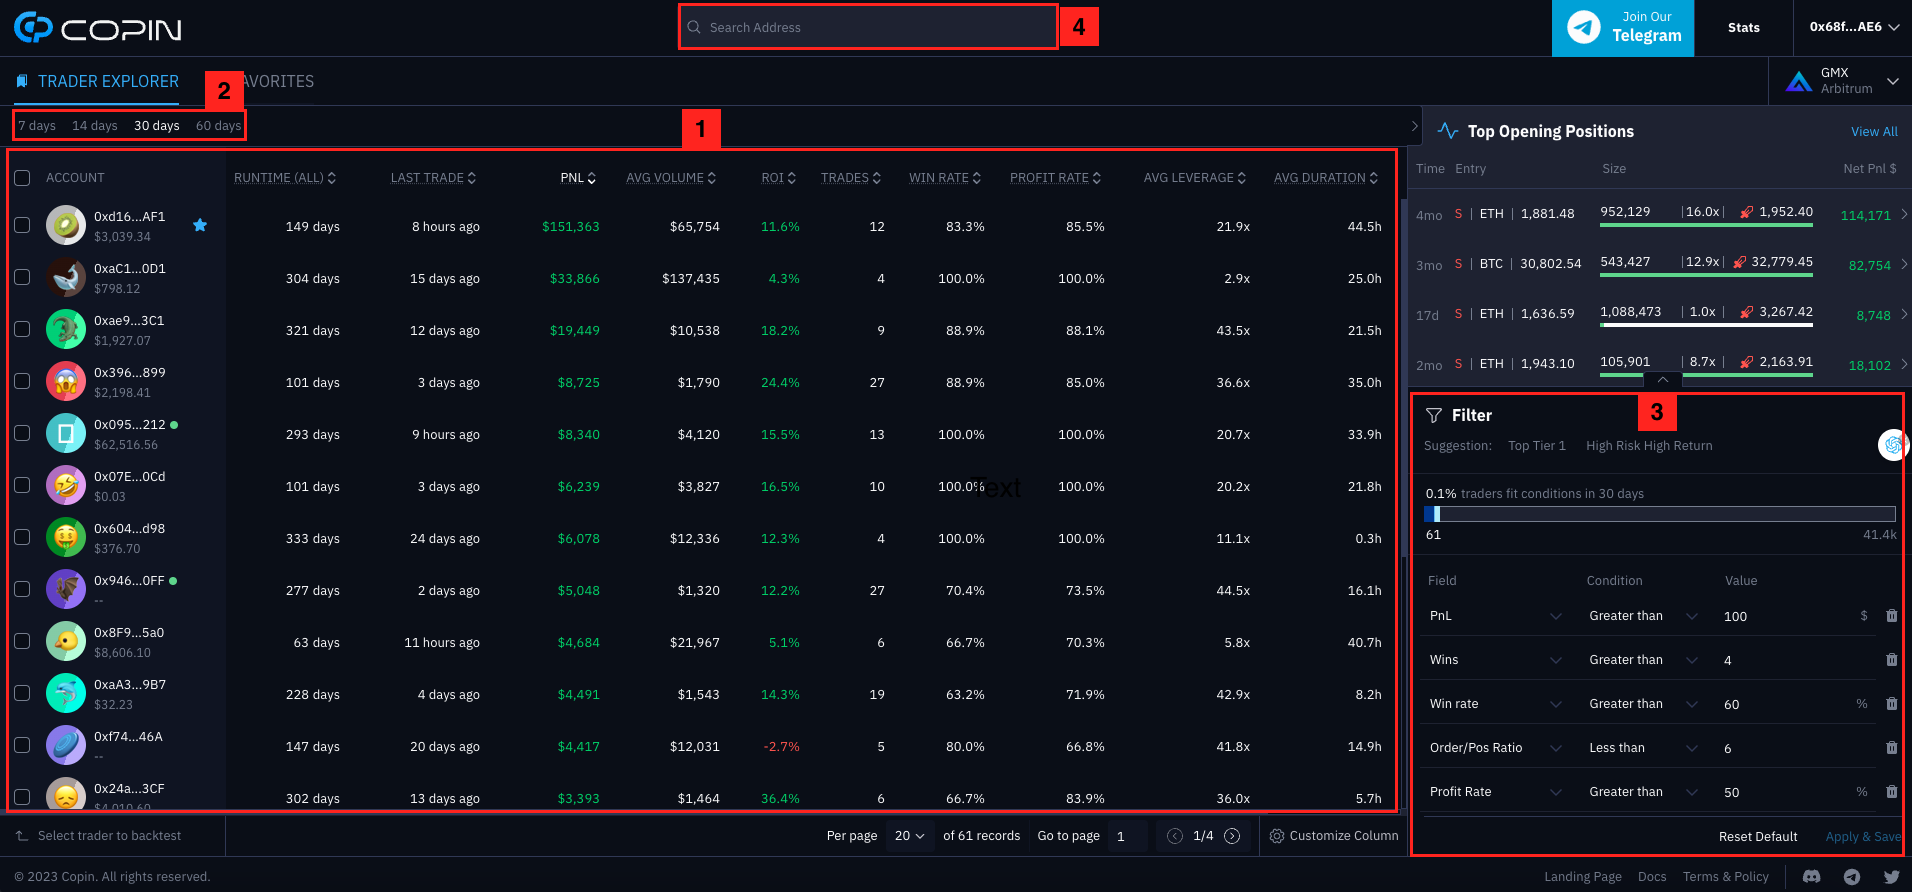 COPIN
Search Address
4
Join Our
Telegram
Stats
0x68f...AE6
TRADER EXPLORER
2
AVORITES
GMX
Arbitrum
7 days 14 days 30 days 60 days
1
Top Opening Positions
View All
ACCOUNT RUNTIME (ALL) LAST TRADE PNL AVG VOLUME ROI TRADES WIN RATE PROFIT RATE AVG LEVERAGE AVG DURATION
0xd16...AF1
$3,039.34
149 days 8 hours ago $151,363 $65,754 11.6% 12 83.3% 85.5% 21.9x 44.5h
0xaC1...0D1
$798.12
304 days 15 days ago $33,866 $137,435 4.3% 4 100.0% 100.0% 2.9x 25.0h
0xae9...3C1
$1,927.07
321 days 12 days ago $19,449 $10,538 18.2% 9 88.9% 88.1% 43.5x 21.5h
0x396...899
$2,198.41
101 days 3 days ago $8,725 $1,790 24.4% 27 88.9% 85.0% 36.6x 35.0h
0x095...212
$62,516.56
293 days 9 hours ago $8,340 $4,120 15.5% 13 100.0% 100.0% 20.7x 33.9h
0x07E...0Cd
$0.03
101 days 3 days ago $6,239 $3,827 16.5% 10 100.0% 100.0% 20.2x 21.8h
Text
0x604...d98
$376.70
333 days 24 days ago $6,078 $12,336 12.3% 4 100.0% 100.0% 11.1x 0.3h
0x946...0FF
--
277 days 2 days ago $5,048 $1,320 12.2% 27 70.4% 73.5% 44.5x 16.1h
0x8F9...5a0
$8,606.10
63 days 11 hours ago $4,684 $21,967 5.1% 6 66.7% 70.3% 5.8x 40.7h
0xaA3...9B7
$32.23
228 days 4 days ago $4,491 $1,543 14.3% 19 63.2% 71.9% 42.9x 8.2h
0xf74...46A
--
147 days 20 days ago $4,417 $12,031 -2.7% 5 80.0% 66.8% 41.8x 14.9h
0x24a...3CF
$4,010.60
302 days 13 days ago $3,393 $1,464 36.4% 6 66.7% 83.9% 36.0x 5.7h
Time Entry Size Net Pnl $
4mo S | ETH | 1,881.48 952,129 | 16.0x | 1,952.40 114,171
3mo S | BTC | 30,802.54 543,427 | 12.9x | 32,779.45 82,754
17d S | ETH | 1,636.59 1,088,473 | 1.0x | 3,267.42 8,748
2mo S | ETH | 1,943.10 105,901 | 8.7x | 2,163.91 18,102
Filter
3
Suggestion: Top Tier 1 High Risk High Return
0.1% traders fit conditions in 30 days
61 41.4k
Field Condition Value
PnL Greater than 100 $
Wins Greater than 4
Win rate Greater than 60 %
Order/Pos Ratio Less than 6
Profit Rate Greater than 50 %
Reset Default Apply & Save
Select trader to backtest
Per page 20 of 61 records Go to page 1 1/4 Customize Column
© 2023 Copin. All rights reserved.
Landing Page Docs Terms & Policy